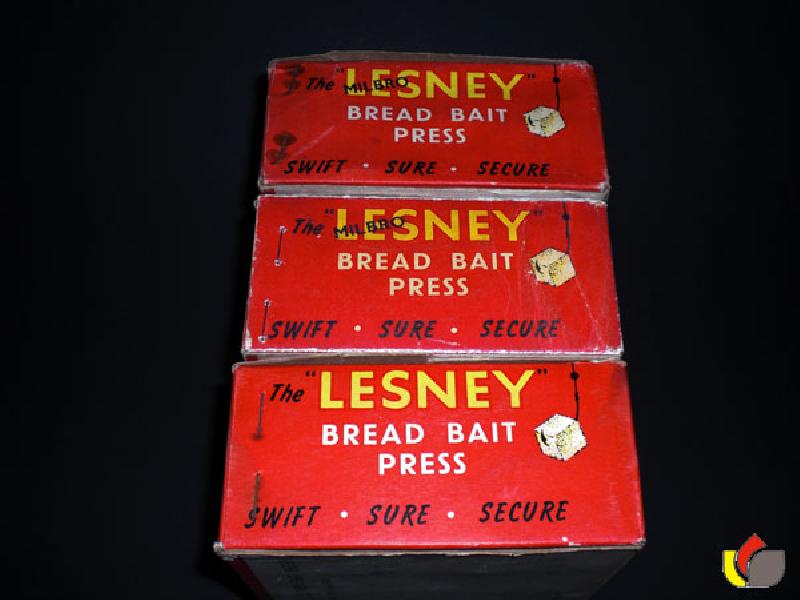 The "LESNEY"
MILBRO
BREAD BAIT
PRESS
SWIFT · SURE · SECURE
The "LESNEY"
MILBRO
BREAD BAIT
PRESS
SWIFT · SURE · SECURE
The "LESNEY"
BREAD BAIT
PRESS
SWIFT · SURE · SECURE